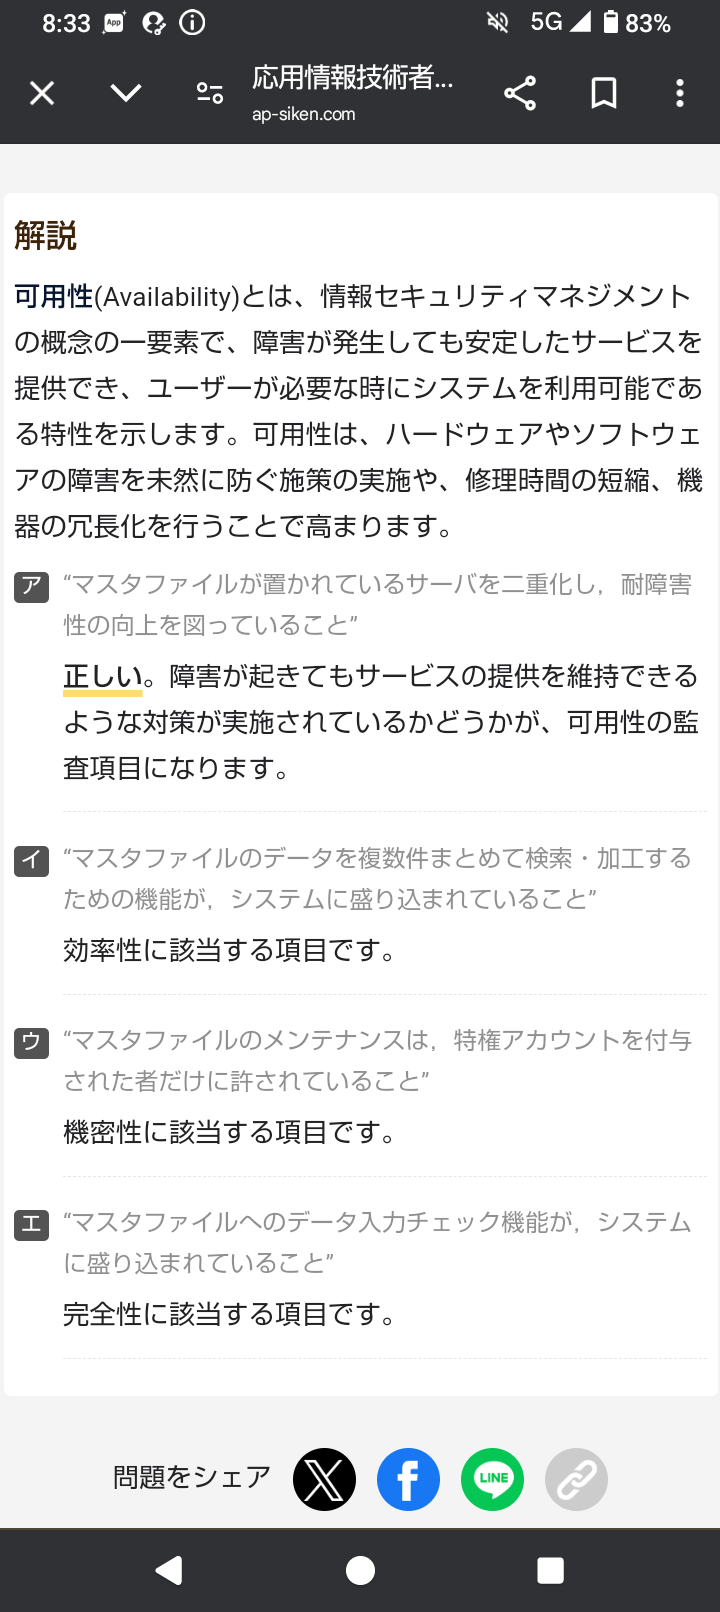 8:33 App 5G 83%
応用情報技術者...
ap-siken.com
解説
可用性(Availability)とは、情報セキュリティマネジメント
の概念の一要素で、障害が発生しても安定したサービスを
提供でき、ユーザーが必要な時にシステムを利用可能であ
る特性を示します。可用性は、ハードウェアやソフトウェ
アの障害を未然に防ぐ施策の実施や、修理時間の短縮、機
器の冗長化を行うことで高まります。
ア “マスタファイルが置かれているサーバを二重化し，耐障害
性の向上を図っていること”
正しい。障害が起きてもサービスの提供を維持できる
ような対策が実施されているかどうかが、可用性の監
査項目になります。
イ “マスタファイルのデータを複数件まとめて検索・加工する
ための機能が，システムに盛り込まれていること”
効率性に該当する項目です。
ウ “マスタファイルのメンテナンスは，特権アカウントを付与
された者だけに許されていること”
機密性に該当する項目です。
エ “マスタファイルへのデータ入力チェック機能が，システム
に盛り込まれていること”
完全性に該当する項目です。
問題をシェア X f LINE